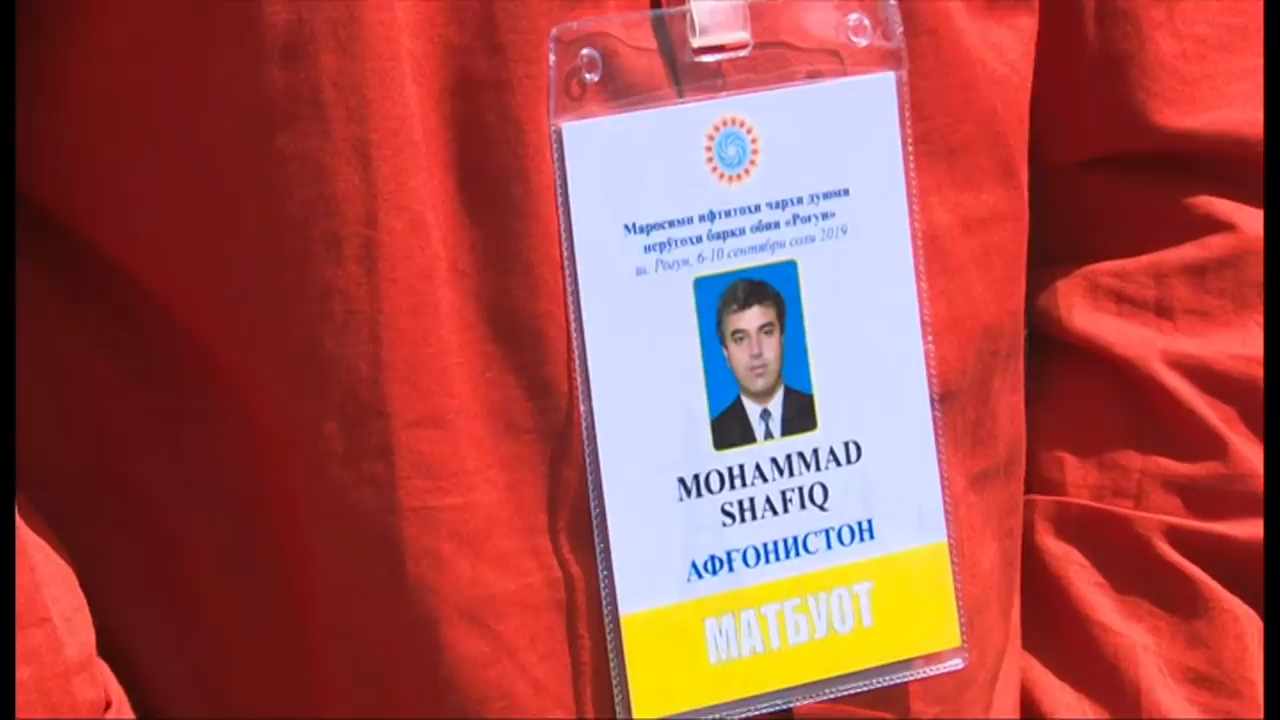 Маросими ифтитоҳи чархи дуюми
нерӯгоҳи барқи обии «Роғун»
ш. Роғун, 6-10 сентябри соли 2019
MOHAMMAD
SHAFIQ
АФҒОНИСТОН
МАТБУОТ